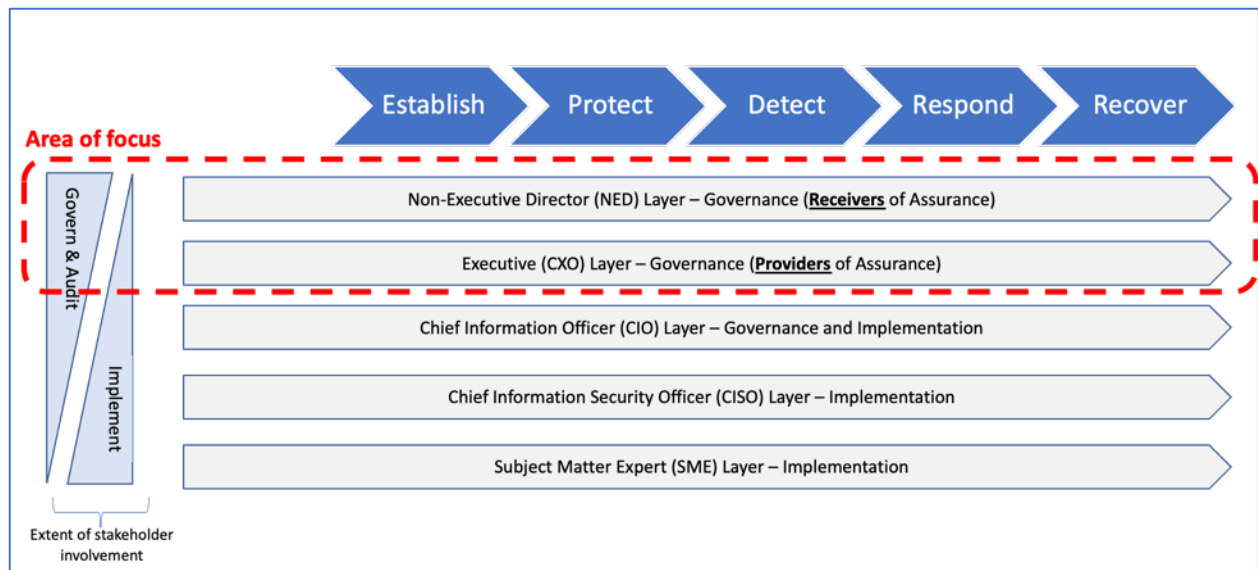 Establish
Protect
Detect
Respond
Recover
Area of focus
Govern & Audit
Implement
Non-Executive Director (NED) Layer – Governance (Receivers of Assurance)
Executive (CXO) Layer – Governance (Providers of Assurance)
Chief Information Officer (CIO) Layer – Governance and Implementation
Chief Information Security Officer (CISO) Layer – Implementation
Subject Matter Expert (SME) Layer – Implementation
Extent of stakeholder
involvement